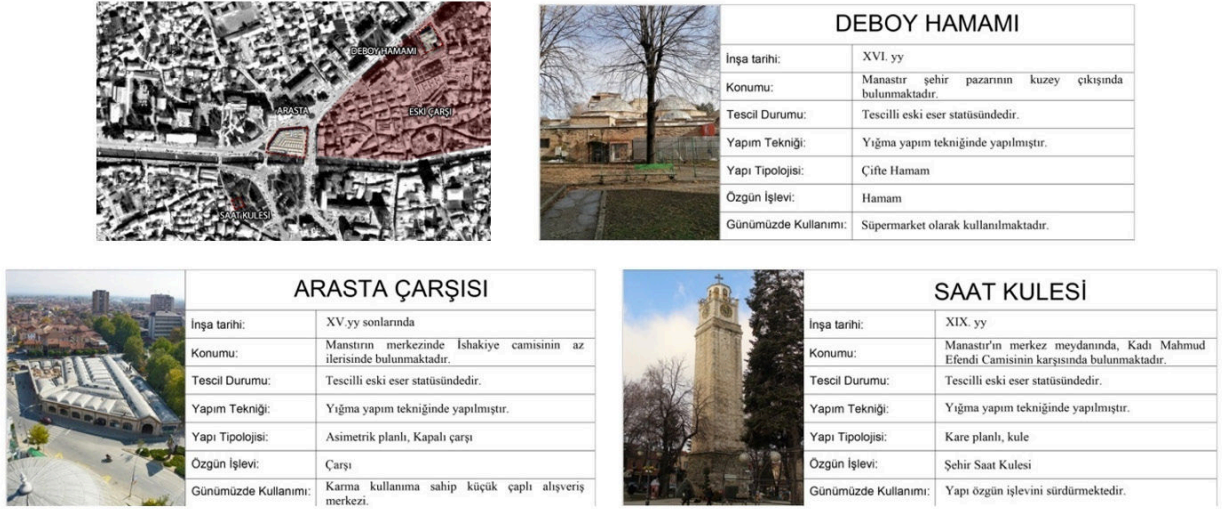 DEBOY HAMAMI
ARASTA
ESKİ ÇARŞI
SAAT KULESİ
DEBOY HAMAMI
İnşa tarihi: XVI. yy
Konumu: Manastır şehir pazarının kuzey çıkışında
bulunmaktadır.
Tescil Durumu: Tescilli eski eser statüsündedir.
Yapım Tekniği: Yığma yapım tekniğinde yapılmıştır.
Yapı Tipolojisi: Çifte Hamam
Özgün İşlevi: Hamam
Günümüzde Kullanımı: Süpermarket olarak kullanılmaktadır.
ARASTA ÇARŞISI
İnşa tarihi: XV.yy sonlarında
Konumu: Manstırın merkezinde İshakiye camisinin az
ilerisinde bulunmaktadır.
Tescil Durumu: Tescilli eski eser statüsündedir.
Yapım Tekniği: Yığma yapım tekniğinde yapılmıştır.
Yapı Tipolojisi: Asimetrik planlı, Kapalı çarşı
Özgün İşlevi: Çarşı
Günümüzde Kullanımı: Karma kullanıma sahip küçük çaplı alışveriş
merkezi.
SAAT KULESİ
İnşa tarihi: XIX. yy
Konumu: Manastır'ın merkez meydanında, Kadı Mahmud
Efendi Camisinin karşısında bulunmaktadır.
Tescil Durumu: Tescilli eski eser statüsündedir.
Yapım Tekniği: Yığma yapım tekniğinde yapılmıştır.
Yapı Tipolojisi: Kare planlı, kule
Özgün İşlevi: Şehir Saat Kulesi
Günümüzde Kullanımı: Yapı özgün işlevini sürdürmektedir.